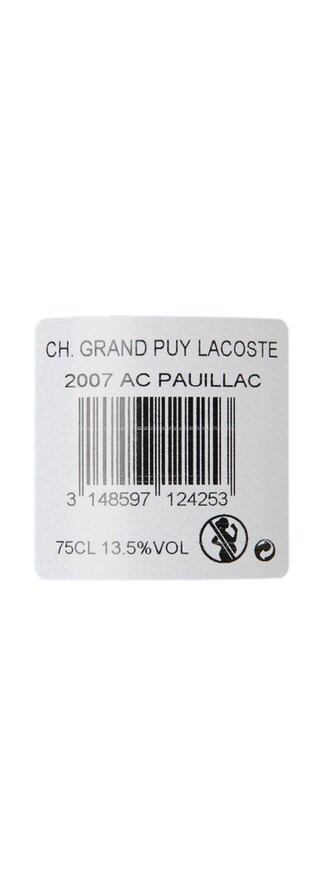 CH. GRAND PUY LACOSTE
2007 AC PAUILLAC
3 148597 124253
75CL 13.5%VOL